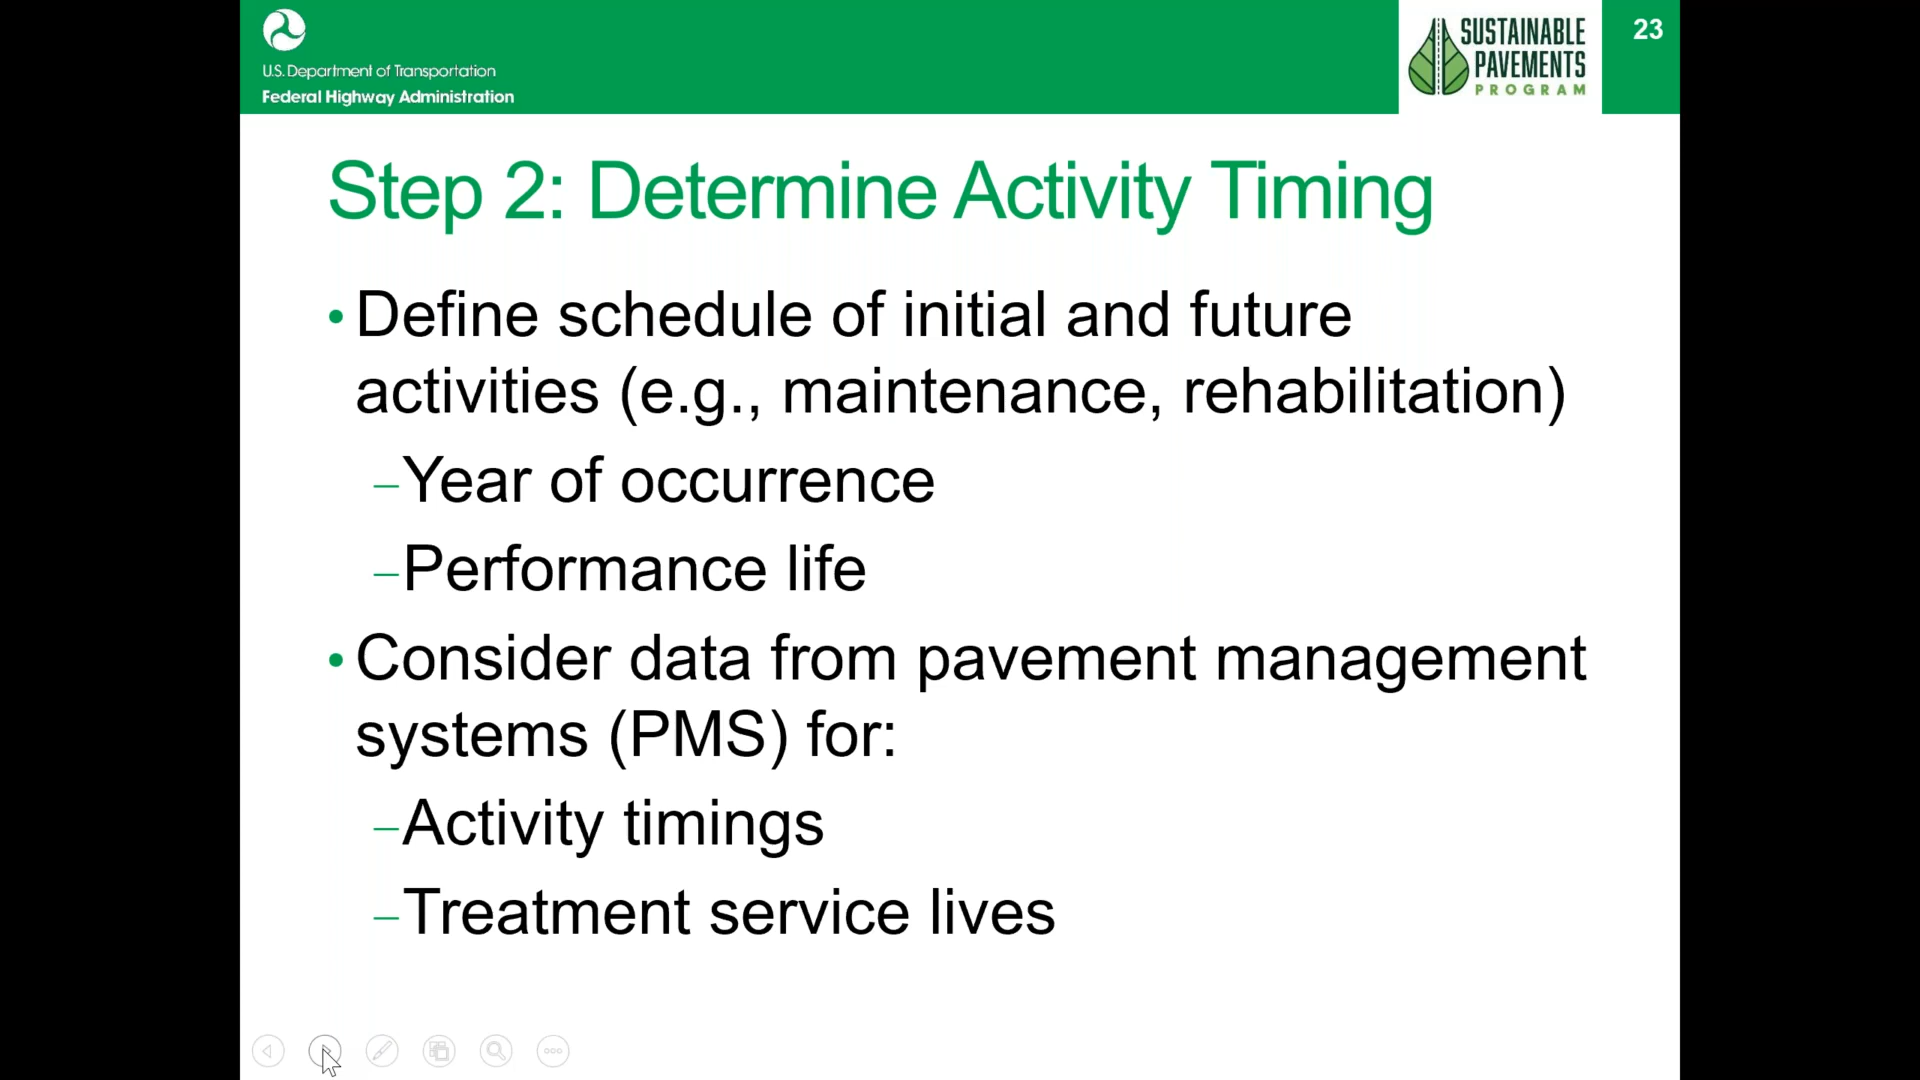 U.S. Department of Transportation
Federal Highway Administration
SUSTAINABLE
PAVEMENTS
PROGRAM
23
Step 2: Determine Activity Timing
• Define schedule of initial and future
activities (e.g., maintenance, rehabilitation)
–Year of occurrence
–Performance life
• Consider data from pavement management
systems (PMS) for:
–Activity timings
–Treatment service lives